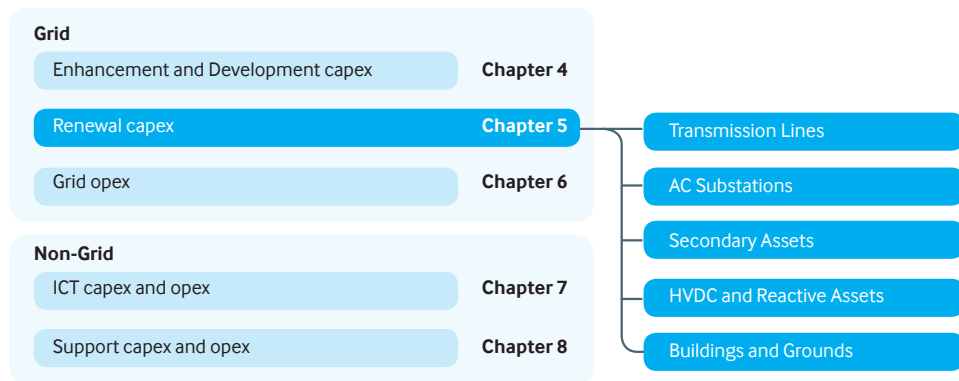 Grid
Enhancement and Development capex Chapter 4
Renewal capex Chapter 5
Grid opex Chapter 6
Non-Grid
ICT capex and opex Chapter 7
Support capex and opex Chapter 8
Transmission Lines
AC Substations
Secondary Assets
HVDC and Reactive Assets
Buildings and Grounds